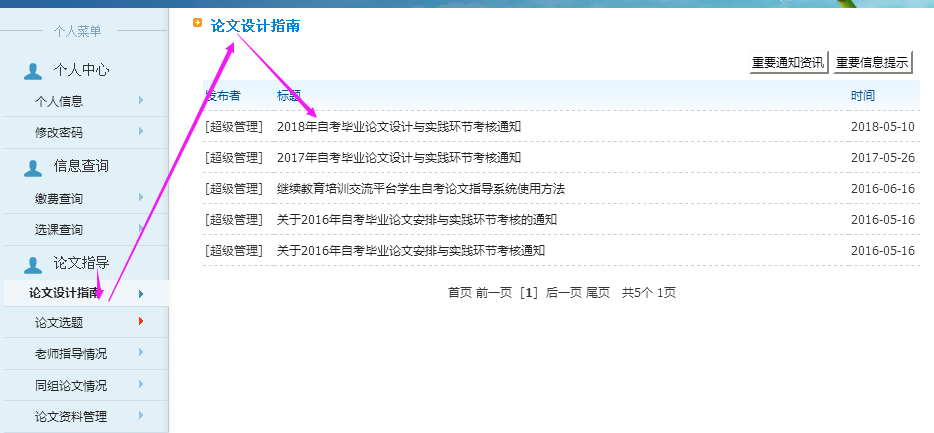 个人菜单
个人中心
个人信息
修改密码
信息查询
缴费查询
选课查询
论文指导
论文设计指南
论文选题
老师指导情况
同组论文情况
论文资料管理
论文设计指南
重要通知资讯 重要信息提示
发布者 标题 时间
[超级管理] 2018年自考毕业论文设计与实践环节考核通知 2018-05-10
[超级管理] 2017年自考毕业论文设计与实践环节考核通知 2017-05-26
[超级管理] 继续教育培训交流平台学生自考论文指导系统使用方法 2016-06-16
[超级管理] 关于2016年自考毕业论文安排与实践环节考核的通知 2016-05-16
[超级管理] 关于2016年自考毕业论文安排与实践环节考核通知 2016-05-16
首页 前一页 [1] 后一页 尾页 共5个 1页